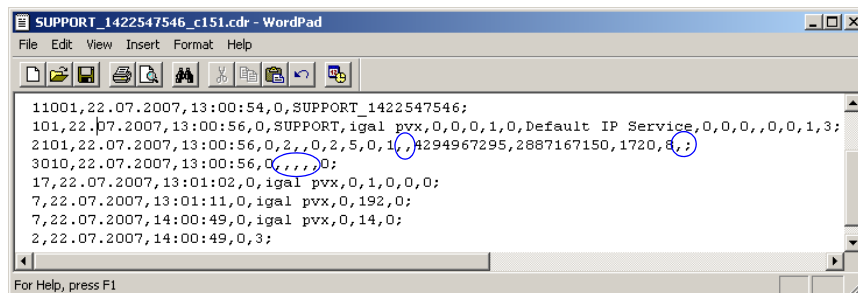 SUPPORT_1422547546_c151.cdr - WordPad
File Edit View Insert Format Help
11001,22.07.2007,13:00:54,0,SUPPORT_1422547546;
101,22.07.2007,13:00:56,0,SUPPORT,igal pvx,0,0,0,1,0,Default IP Service,0,0,0,,0,0,1,3;
2101,22.07.2007,13:00:56,0,2,,0,2,5,0,1,,4294967295,2887167150,1720,8,;
3010,22.07.2007,13:00:56,0,,,,,0;
17,22.07.2007,13:01:02,0,igal pvx,0,1,0,0,0;
7,22.07.2007,13:01:11,0,igal pvx,0,192,0;
7,22.07.2007,14:00:49,0,igal pvx,0,14,0;
2,22.07.2007,14:00:49,0,3;
For Help, press F1